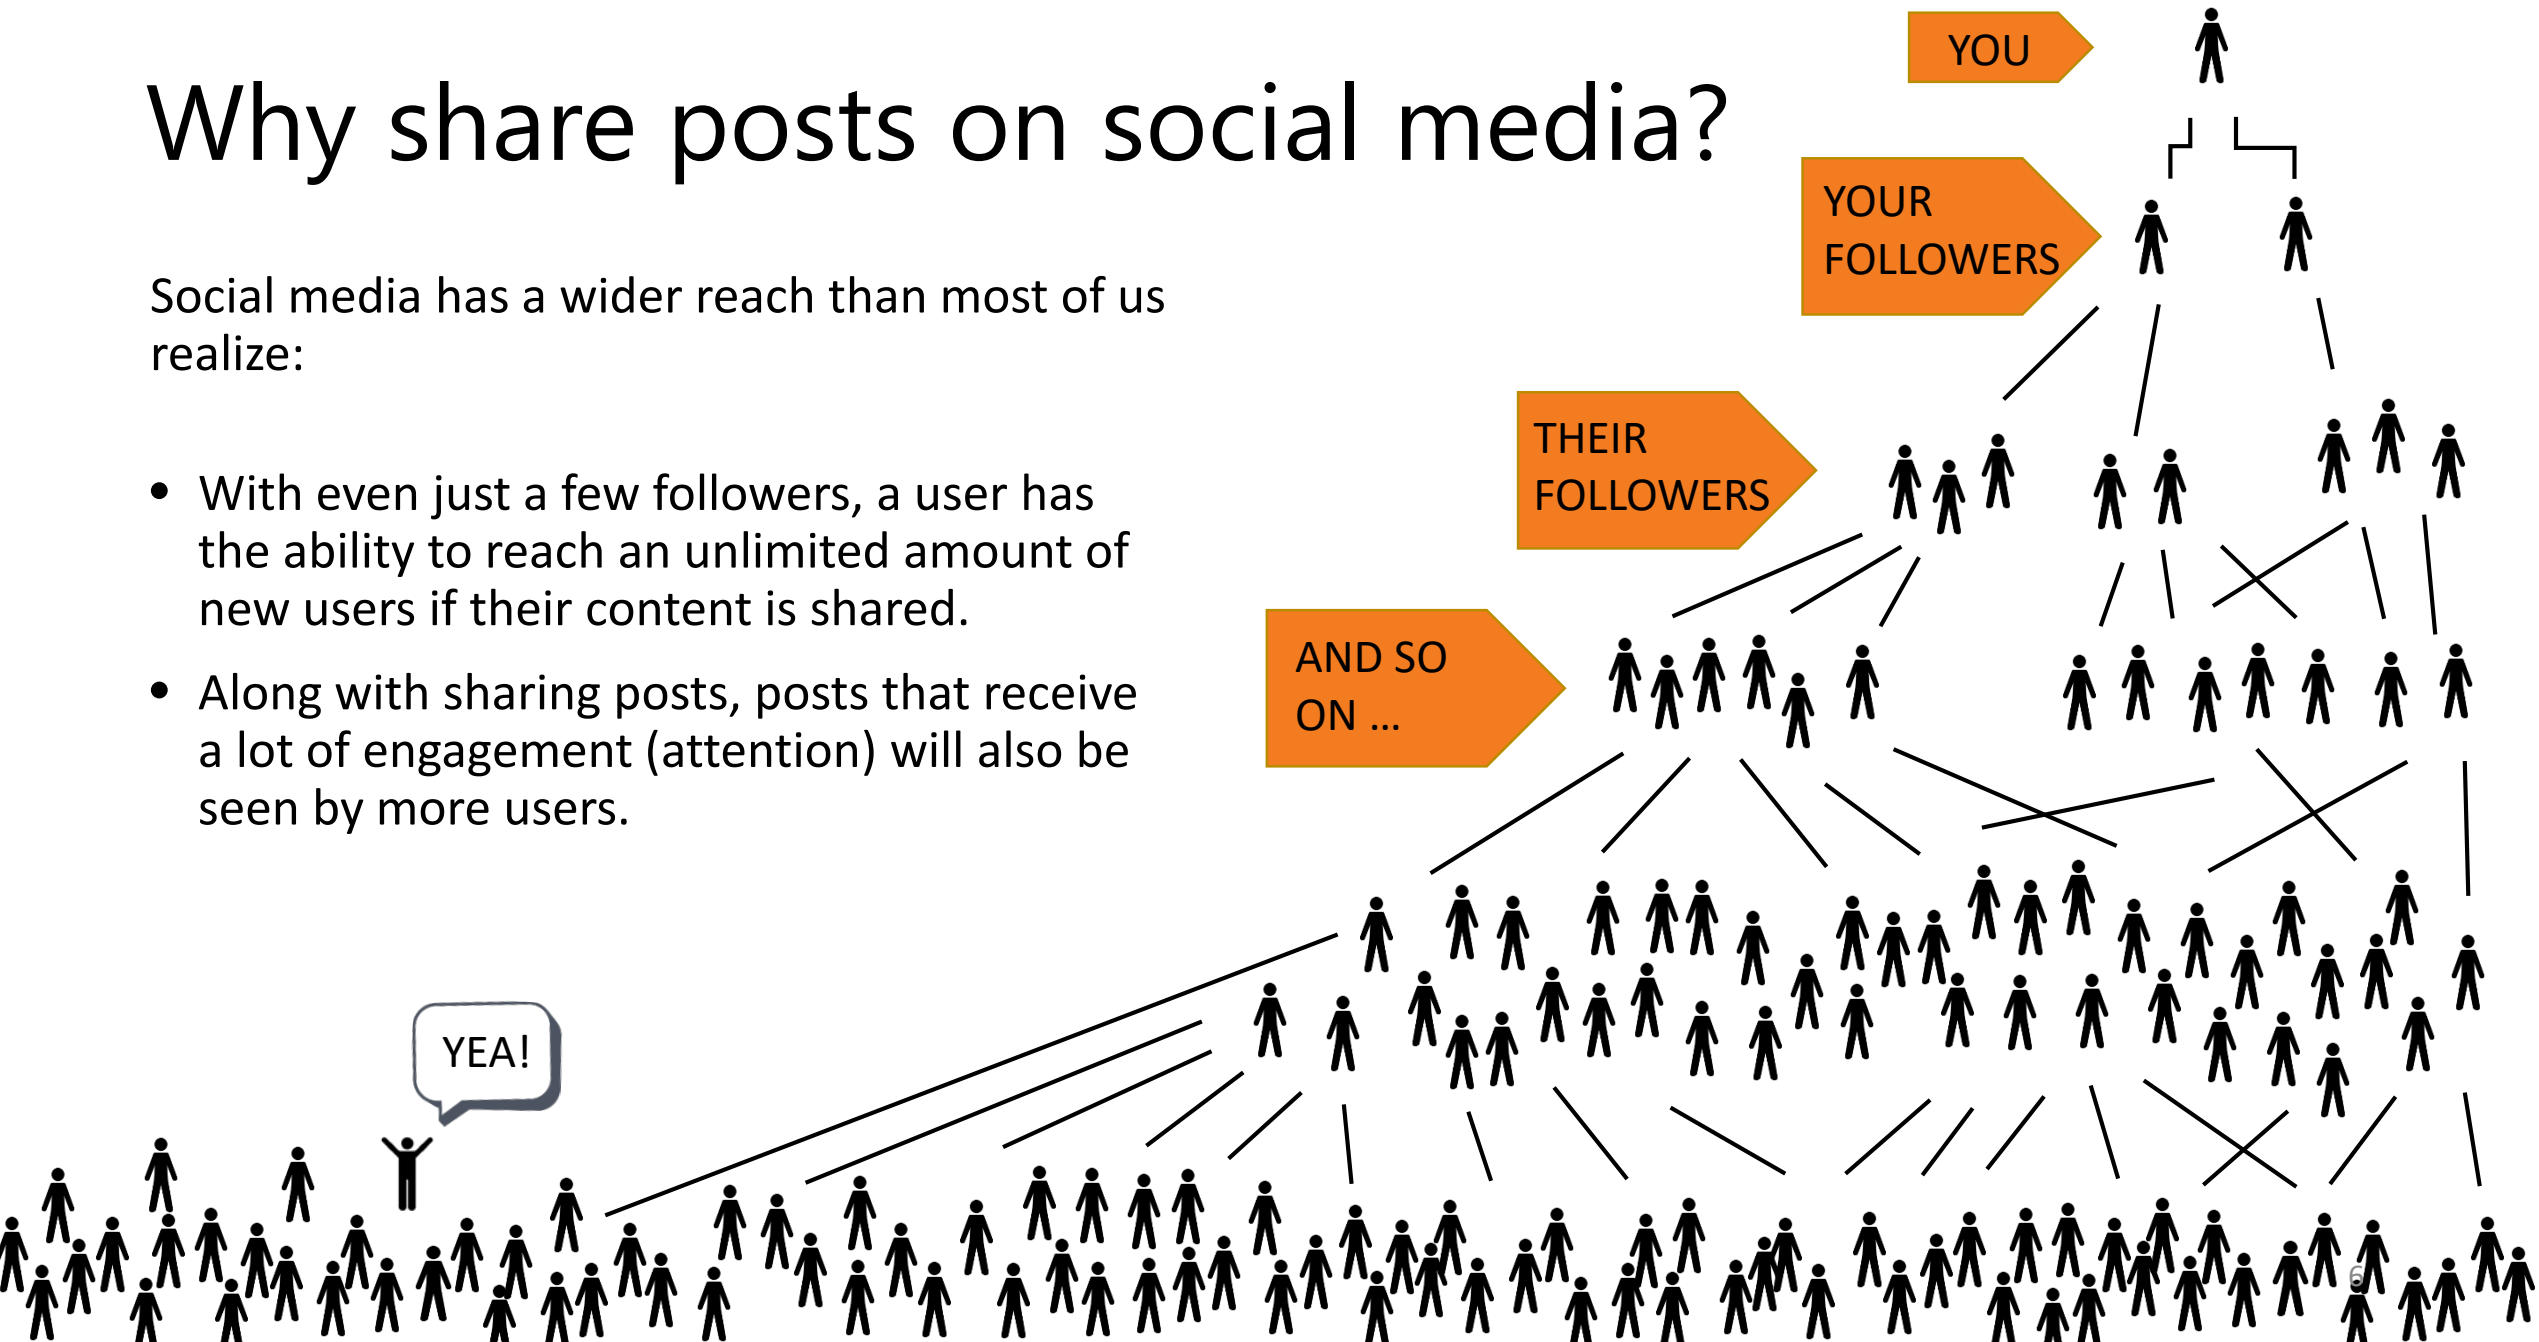 Why share posts on social media?
Social media has a wider reach than most of us
realize:
• With even just a few followers, a user has
the ability to reach an unlimited amount of
new users if their content is shared.
• Along with sharing posts, posts that receive
a lot of engagement (attention) will also be
seen by more users.
YOU
YOUR
FOLLOWERS
THEIR
FOLLOWERS
AND SO
ON ...
YEA!
6